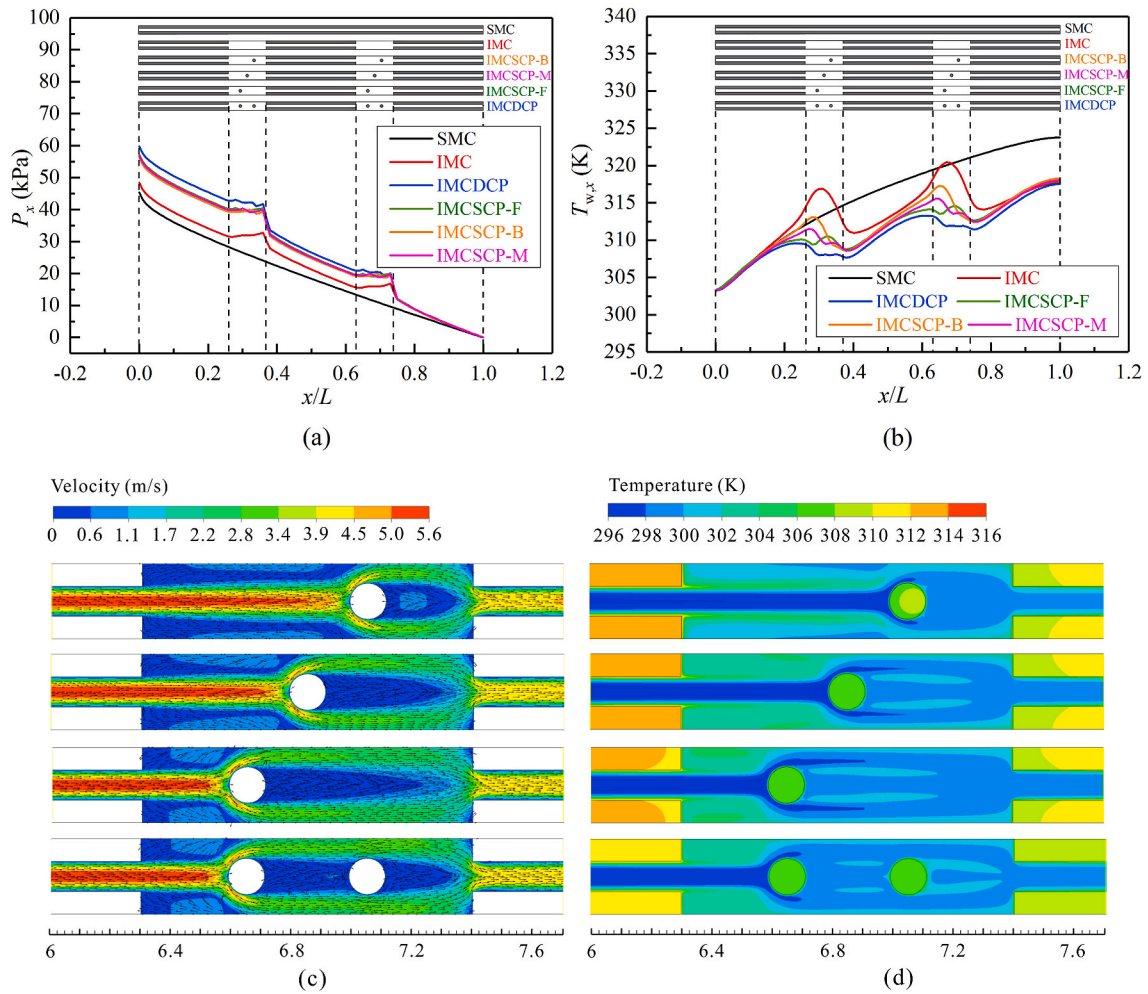 100
90
80
70
60
50
40
30
20
10
0
P_x (kPa)
SMC
IMC
IMCSCP-B
IMCSCP-M
IMCSCP-F
IMCDCP
SMC
IMC
IMCDCP
IMCSCP-F
IMCSCP-B
IMCSCP-M
-0.2 0.0 0.2 0.4 0.6 0.8 1.0 1.2
x/L
(a)
340
335
330
325
320
315
310
305
300
295
T_w,x (K)
SMC
IMC
IMCSCP-B
IMCSCP-M
IMCSCP-F
IMCDCP
SMC IMC
IMCDCP IMCSCP-F
IMCSCP-B IMCSCP-M
-0.2 0.0 0.2 0.4 0.6 0.8 1.0 1.2
x/L
(b)
Velocity (m/s)
0 0.6 1.1 1.7 2.2 2.8 3.4 3.9 4.5 5.0 5.6
6 6.4 6.8 7.2 7.6
(c)
Temperature (K)
296 298 300 302 304 306 308 310 312 314 316
6 6.4 6.8 7.2 7.6
(d)